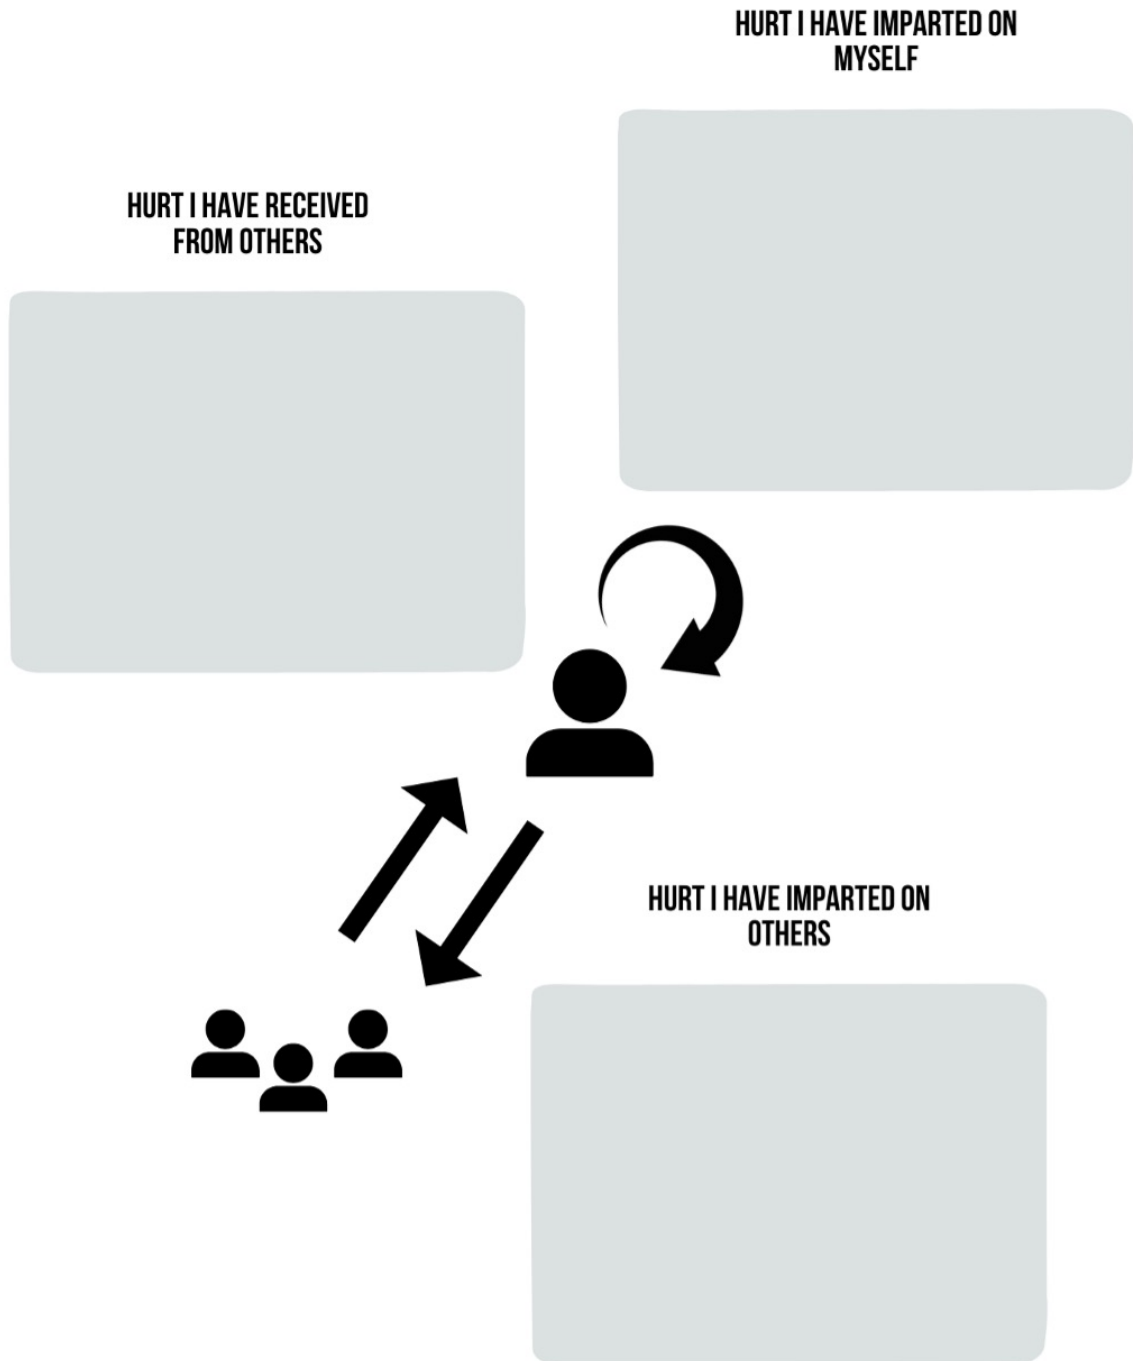 HURT I HAVE IMPARTED ON
MYSELF
HURT I HAVE RECEIVED
FROM OTHERS
HURT I HAVE IMPARTED ON
OTHERS